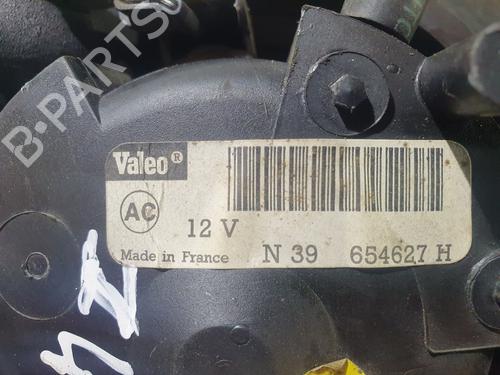 B-PARTS
Valeo®
AC
12 V
Made in France N 39 654627 H